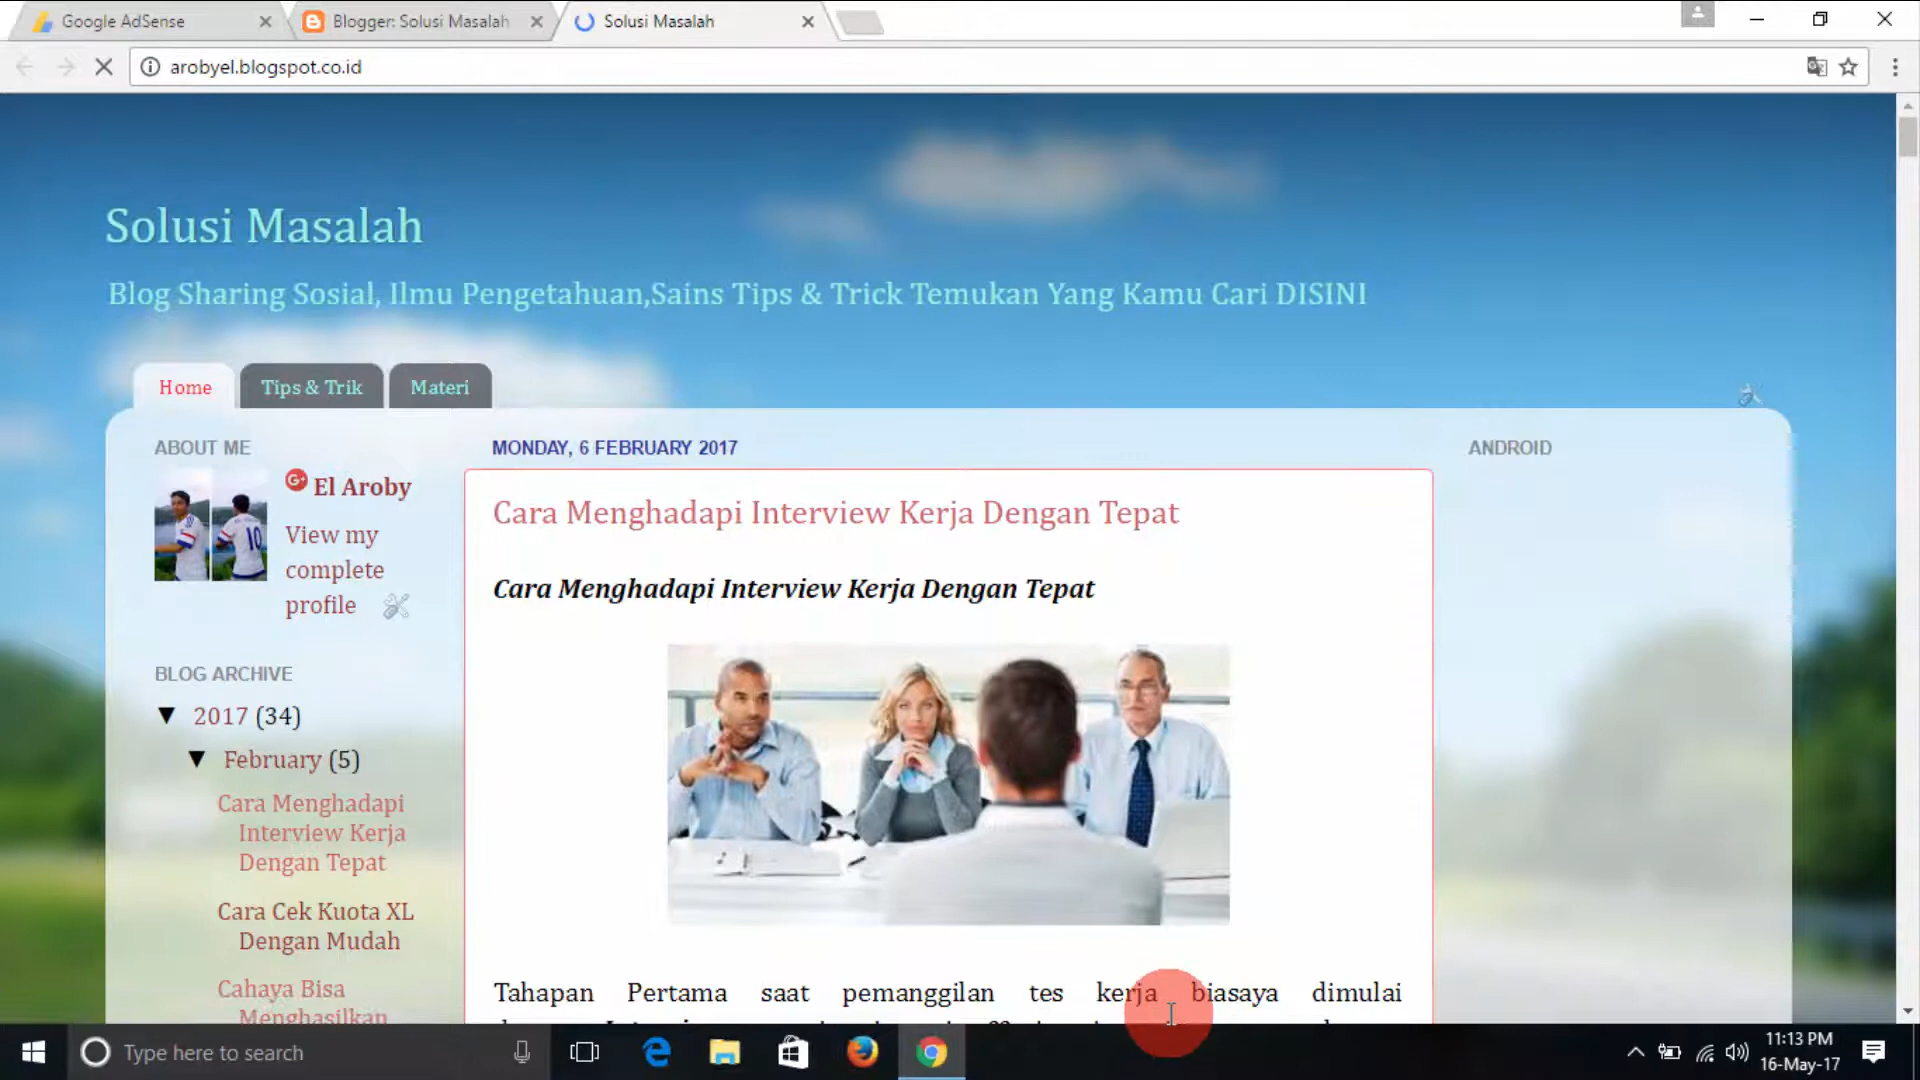 Google AdSense
Blogger: Solusi Masalah
Solusi Masalah
arobyel.blogspot.co.id
Solusi Masalah
Blog Sharing Sosial, Ilmu Pengetahuan,Sains Tips & Trick Temukan Yang Kamu Cari DISINI
Home
Tips & Trik
Materi
ABOUT ME
El Aroby
View my
complete
profile
BLOG ARCHIVE
▼ 2017 (34)
▼ February (5)
Cara Menghadapi
Interview Kerja
Dengan Tepat
Cara Cek Kuota XL
Dengan Mudah
Cahaya Bisa
Menghasilkan
MONDAY, 6 FEBRUARY 2017
Cara Menghadapi Interview Kerja Dengan Tepat
Cara Menghadapi Interview Kerja Dengan Tepat
10
Tahapan Pertama saat pemanggilan tes kerja biasaya dimulai
ANDROID
Type here to search
11:13 PM
16-May-17